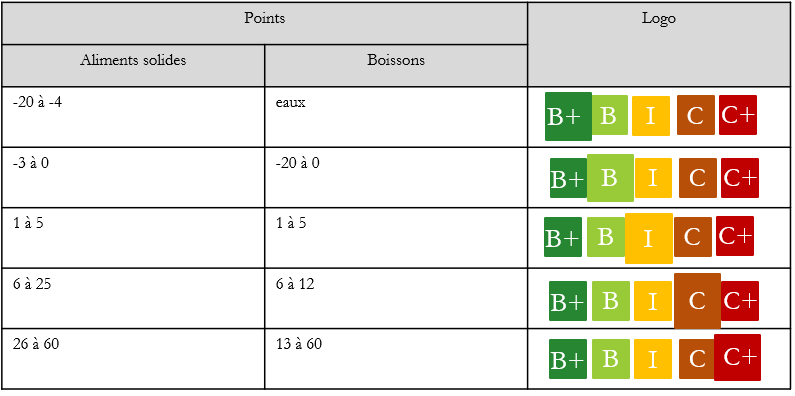 Points Logo
Aliments solides Boissons
-20 à -4 eaux B+ B I C C+
-3 à 0 -20 à 0 B+ B I C C+
1 à 5 1 à 5 B+ B I C C+
6 à 25 6 à 12 B+ B I C C+
26 à 60 13 à 60 B+ B I C C+